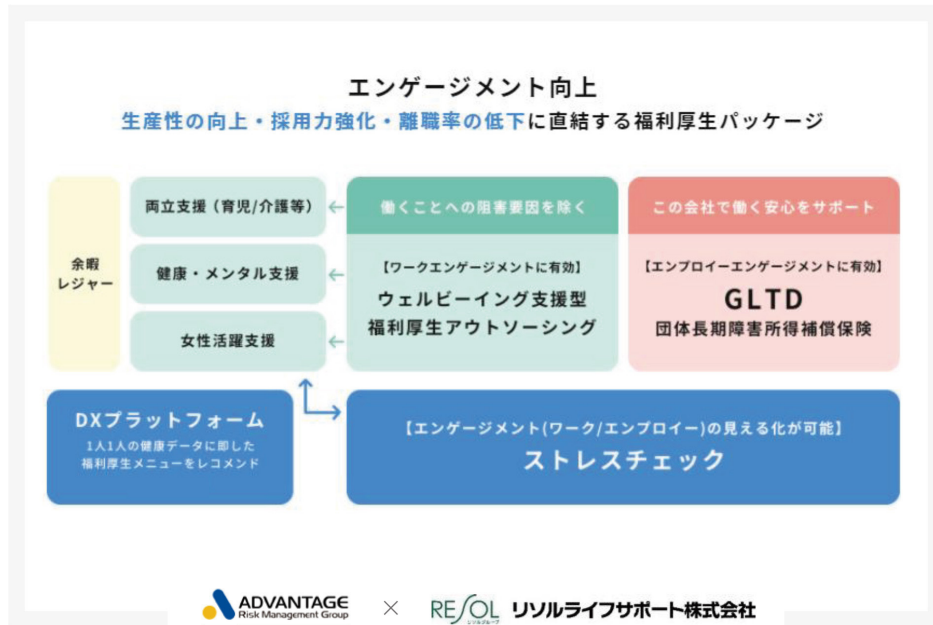 エンゲージメント向上
生産性の向上・採用力強化・離職率の低下に直結する福利厚生パッケージ
余暇
レジャー
両立支援（育児/介護等）
健康・メンタル支援
女性活躍支援
働くことへの阻害要因を除く
【ワークエンゲージメントに有効】
ウェルビーイング支援型
福利厚生アウトソーシング
この会社で働く安心をサポート
【エンプロイーエンゲージメントに有効】
GLTD
団体長期障害所得補償保険
DXプラットフォーム
1人1人の健康データに即した
福利厚生メニューをレコメンド
【エンゲージメント(ワーク/エンプロイー)の見える化が可能】
ストレスチェック
ADVANTAGE
Risk Management Group
×
RESOL
リソルグループ
リソルライフサポート株式会社